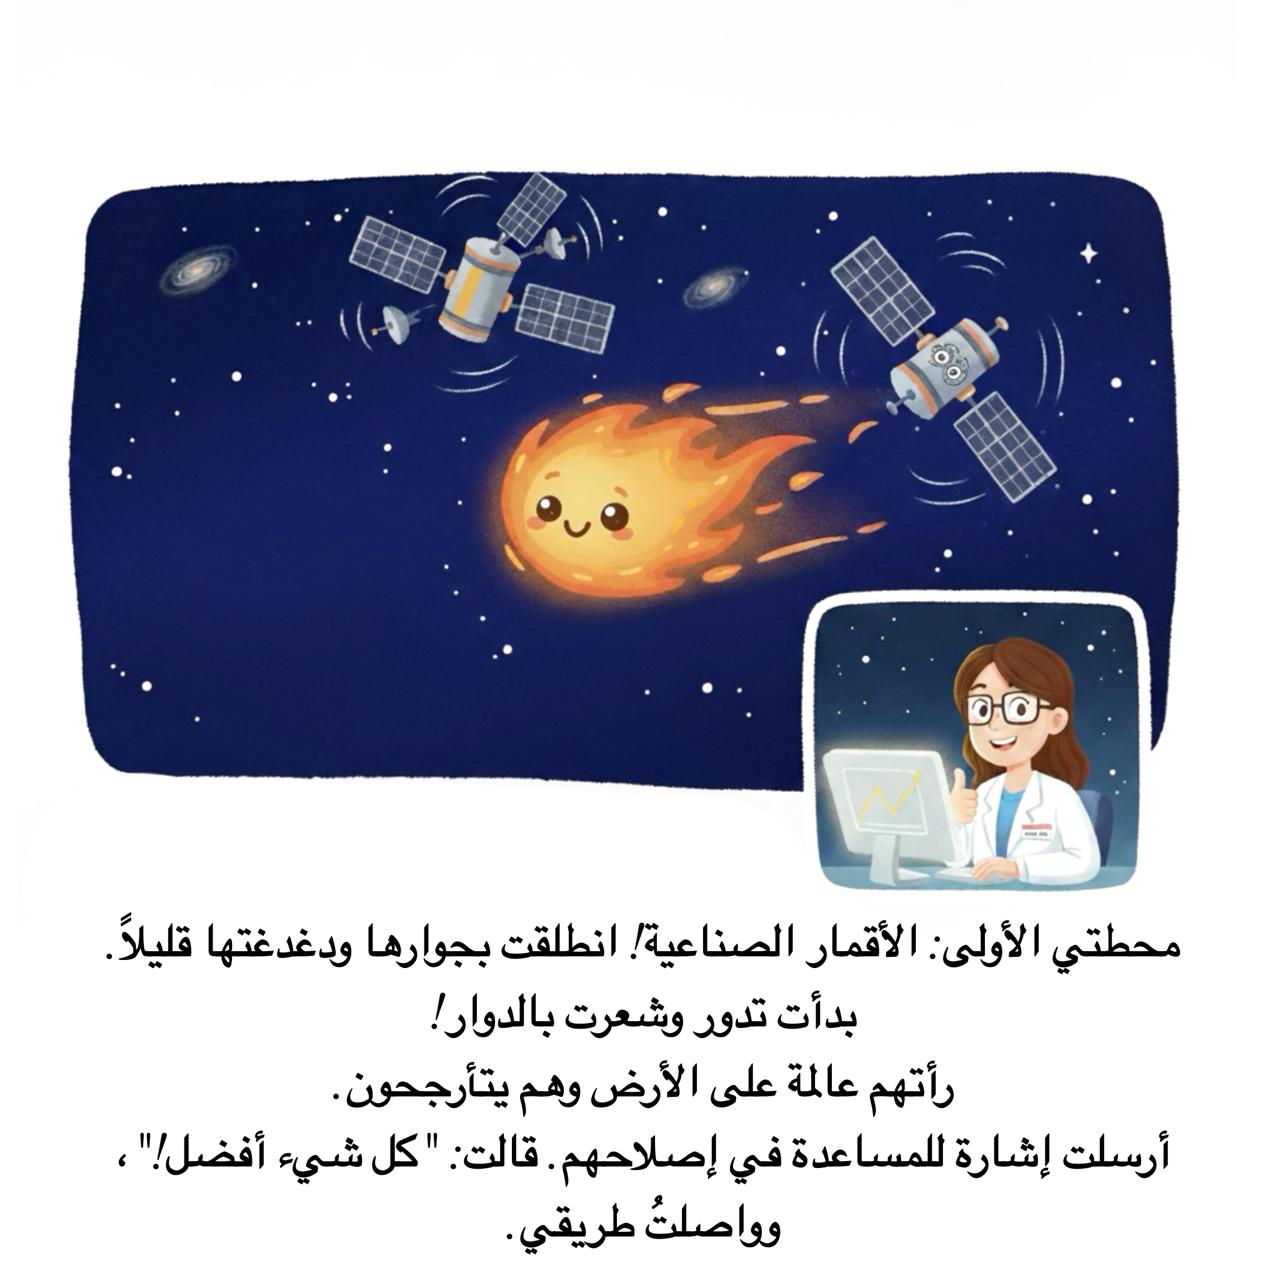 محطتي الأولى: الأقمار الصناعية! انطلقت بجوارها ودغدغتها قليلاً.
بدأت تدور وشعرت بالدوار!
رأتهم عالمة على الأرض وهم يتأرجحون.
أرسلت إشارة للمساعدة في إصلاحهم. قالت: "كل شيء أفضل!" ،
وواصلتُ طريقي.